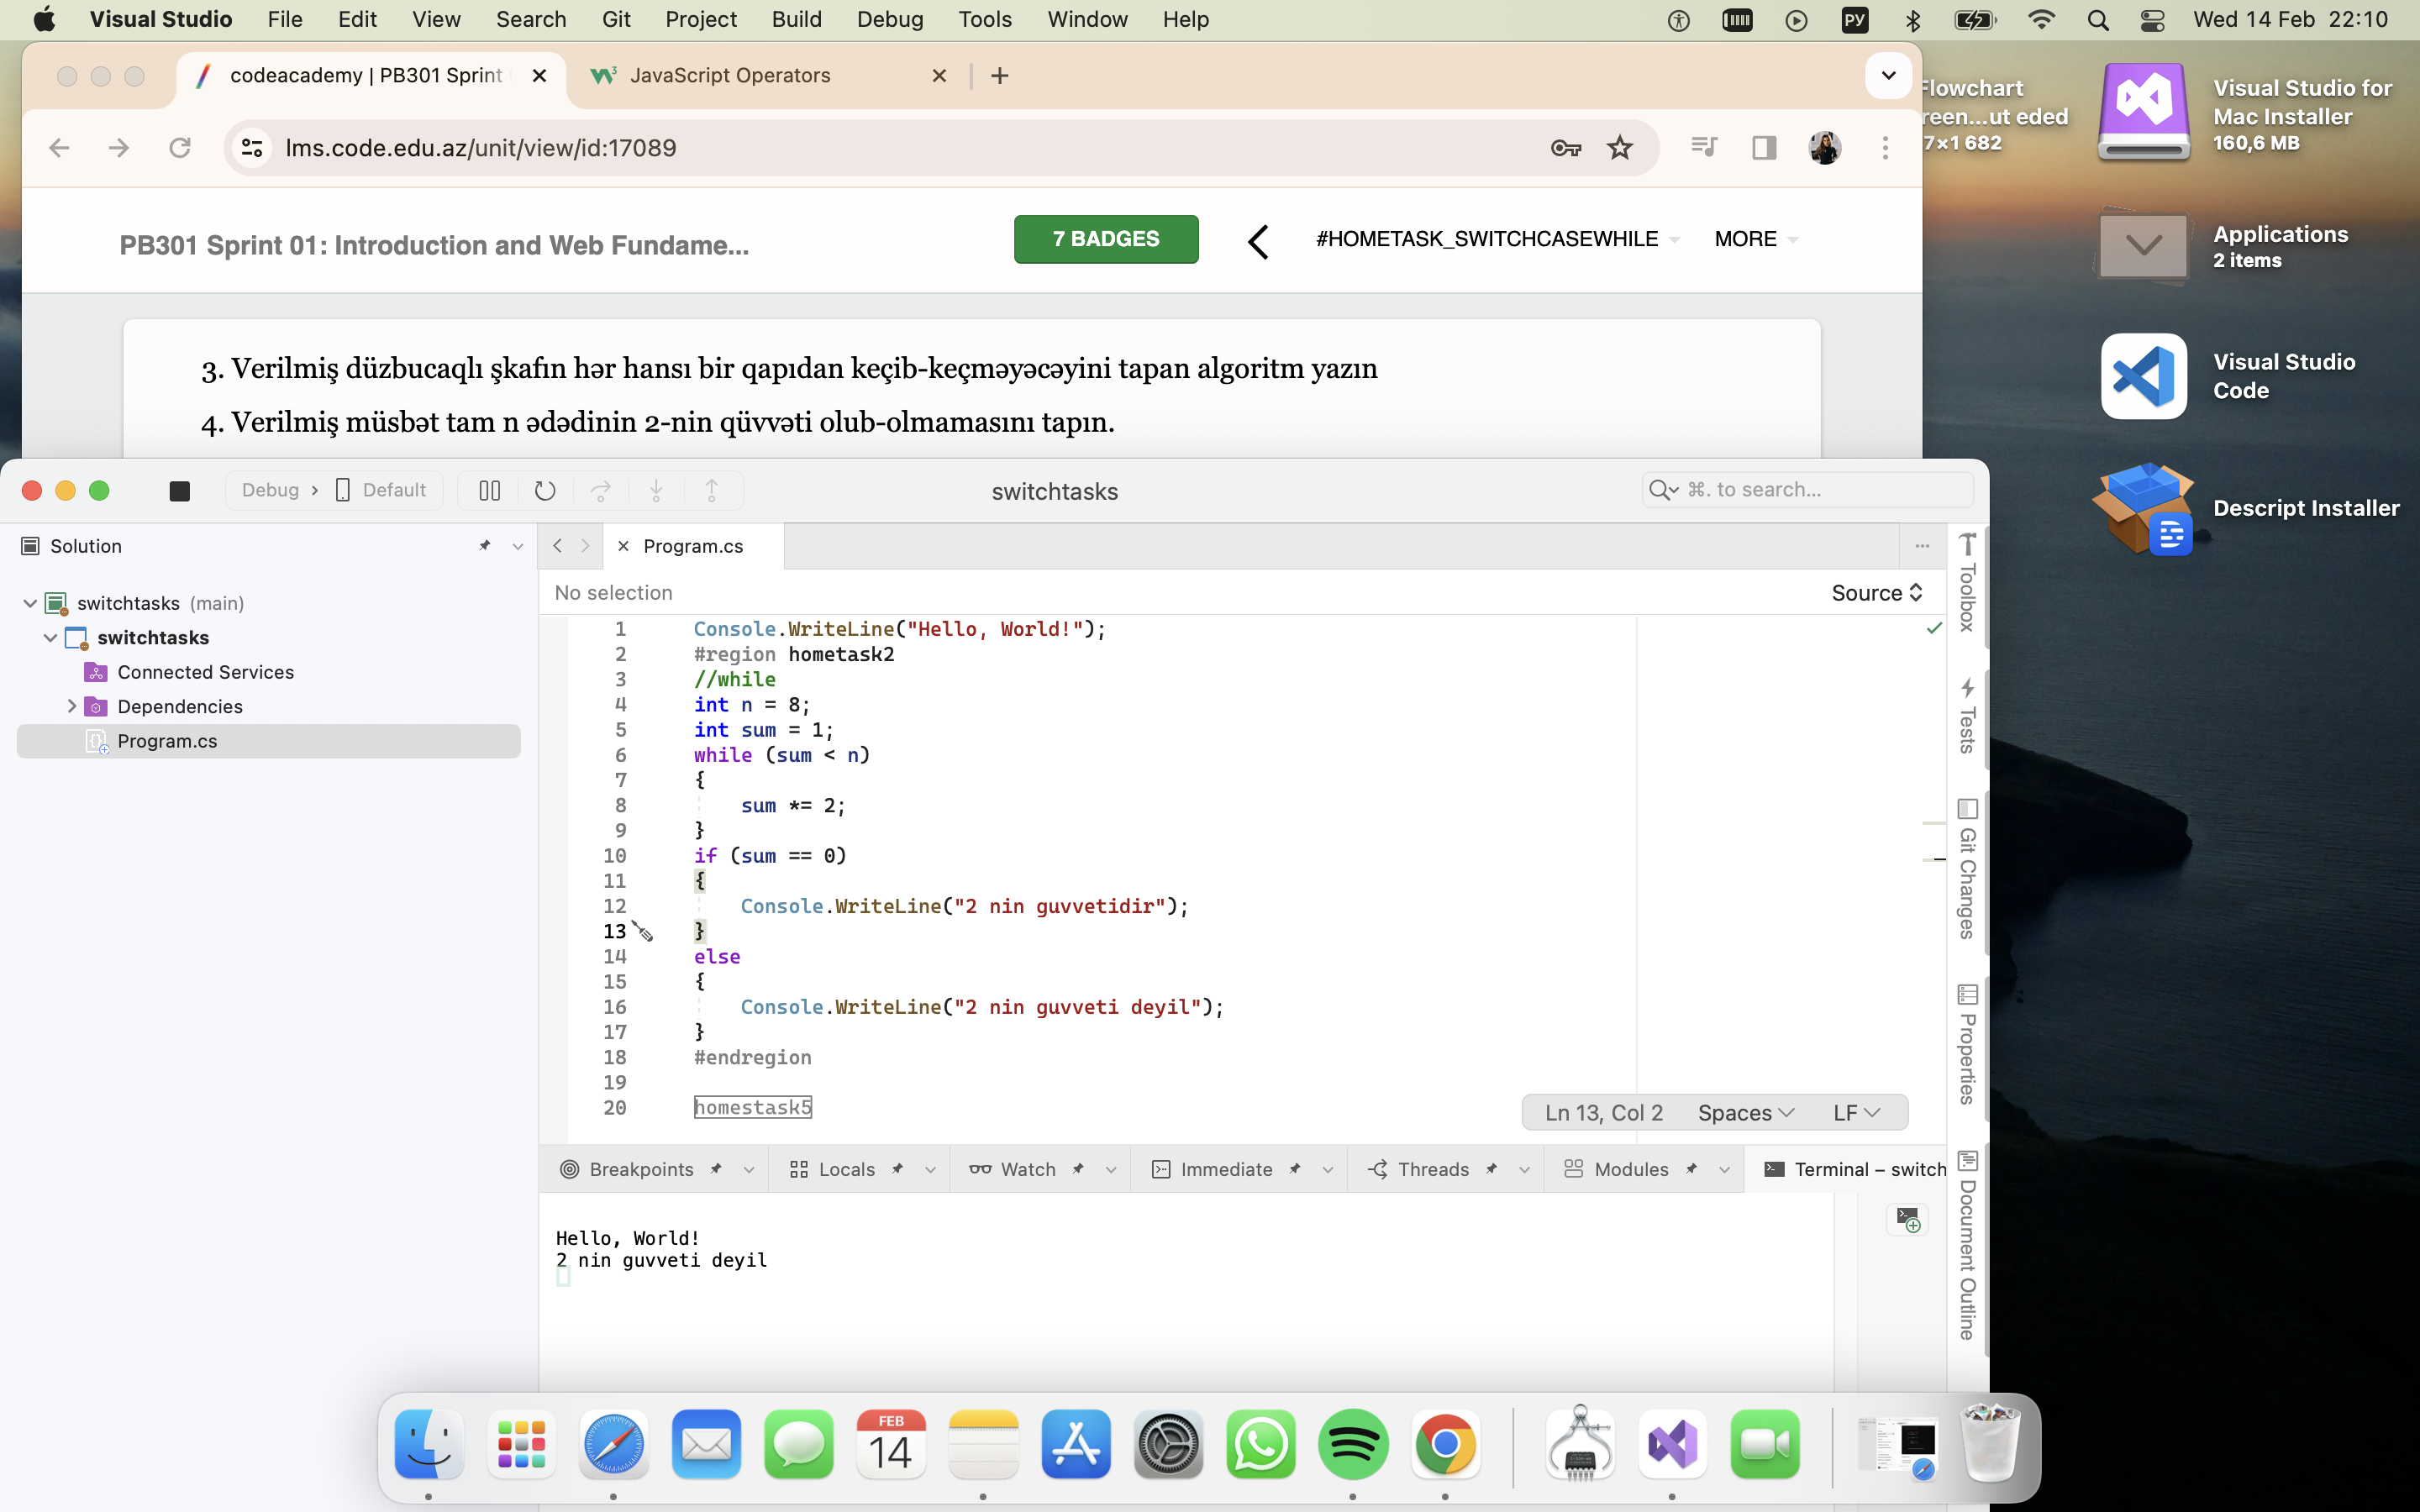 Visual Studio File Edit View Search Git Project Build Debug Tools Window Help РУ Wed 14 Feb 22:10
codeacademy | PB301 Sprint
JavaScript Operators
lms.code.edu.az/unit/view/id:17089
PB301 Sprint 01: Introduction and Web Fundame...
7 BADGES
#HOMETASK_SWITCHCASEWHILE
MORE
3. Verilmiş düzbucaqlı şkafın hər hansı bir qapıdan keçib-keçməyəcəyini tapan algoritm yazın
4. Verilmiş müsbət tam n ədədinin 2-nin qüvvəti olub-olmamasını tapın.
Flowchart
reen...ut eded
7×1 682
Visual Studio for
Mac Installer
160,6 MB
Applications
2 items
Visual Studio
Code
Descript Installer
Debug › Default
switchtasks
⌘. to search...
Solution
switchtasks (main)
switchtasks
Connected Services
Dependencies
Program.cs
Program.cs
No selection
Source
1 Console.WriteLine("Hello, World!");
2 #region hometask2
3 //while
4 int n = 8;
5 int sum = 1;
6 while (sum < n)
7 {
8 sum *= 2;
9 }
10 if (sum == 0)
11 {
12 Console.WriteLine("2 nin guvvetidir");
13 }
14 else
15 {
16 Console.WriteLine("2 nin guvveti deyil");
17 }
18 #endregion
19
20 homestask5
Ln 13, Col 2 Spaces LF
Toolbox
Tests
Git Changes
Properties
Document Outline
Breakpoints Locals Watch Immediate Threads Modules Terminal – switch
Hello, World!
2 nin guvveti deyil
FEB
14